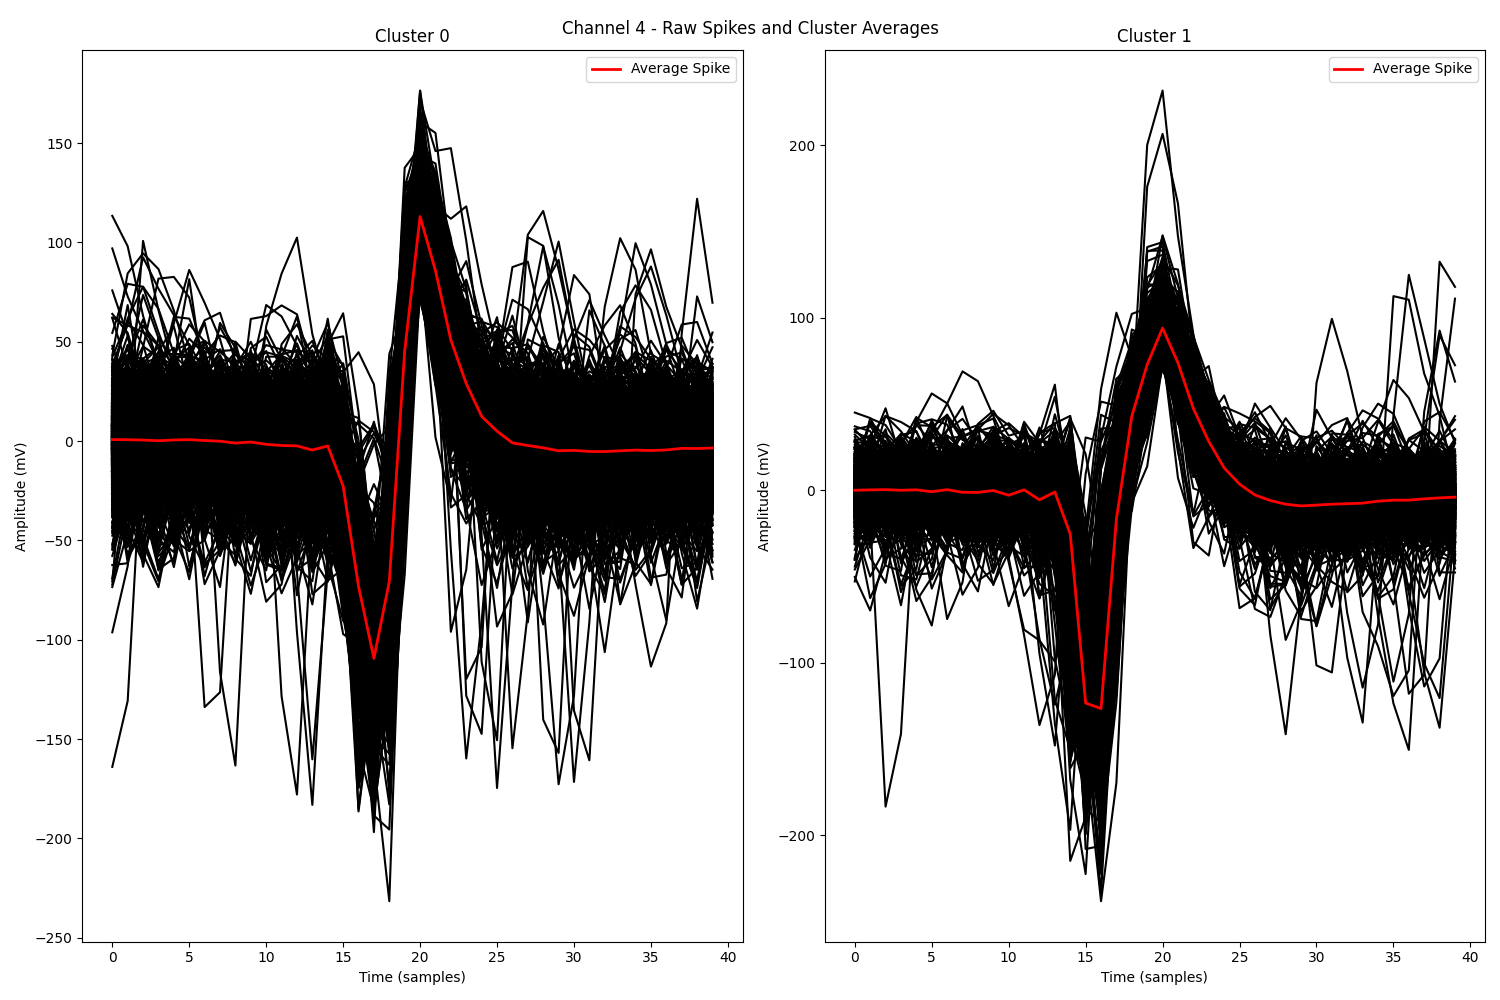 Channel 4 - Raw Spikes and Cluster Averages
Cluster 0
Average Spike
150
100
50
0
−50
−100
−150
−200
−250
Amplitude (mV)
0 5 10 15 20 25 30 35 40
Time (samples)
Cluster 1
Average Spike
200
100
0
−100
−200
Amplitude (mV)
0 5 10 15 20 25 30 35 40
Time (samples)